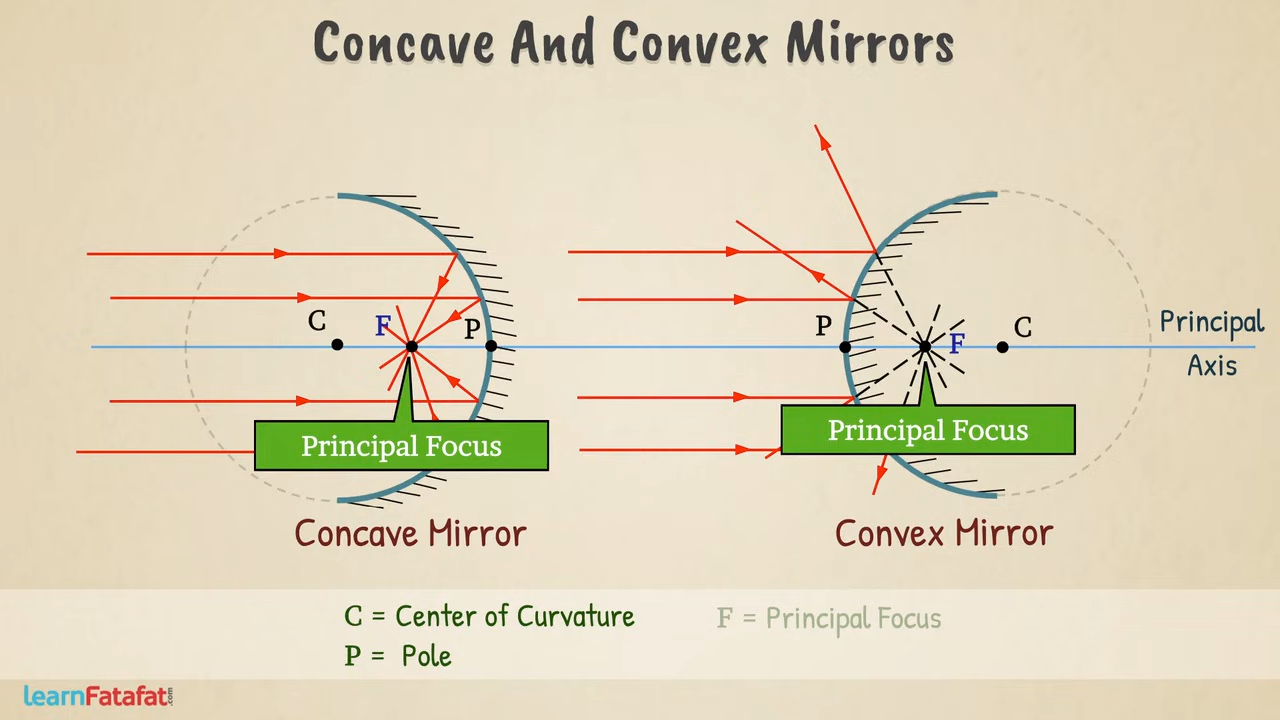 Concave And Convex Mirrors
C
F
P
Principal Focus
Concave Mirror
P
F
C
Principal Focus
Convex Mirror
Principal
Axis
C = Center of Curvature
F = Principal Focus
P = Pole
learnFatafat.com